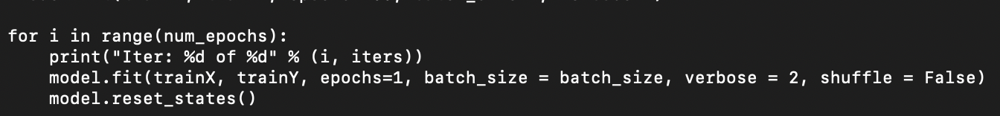 for i in range(num_epochs):
    print("Iter: %d of %d" % (i, iters))
    model.fit(trainX, trainY, epochs=1, batch_size = batch_size, verbose = 2, shuffle = False)
    model.reset_states()